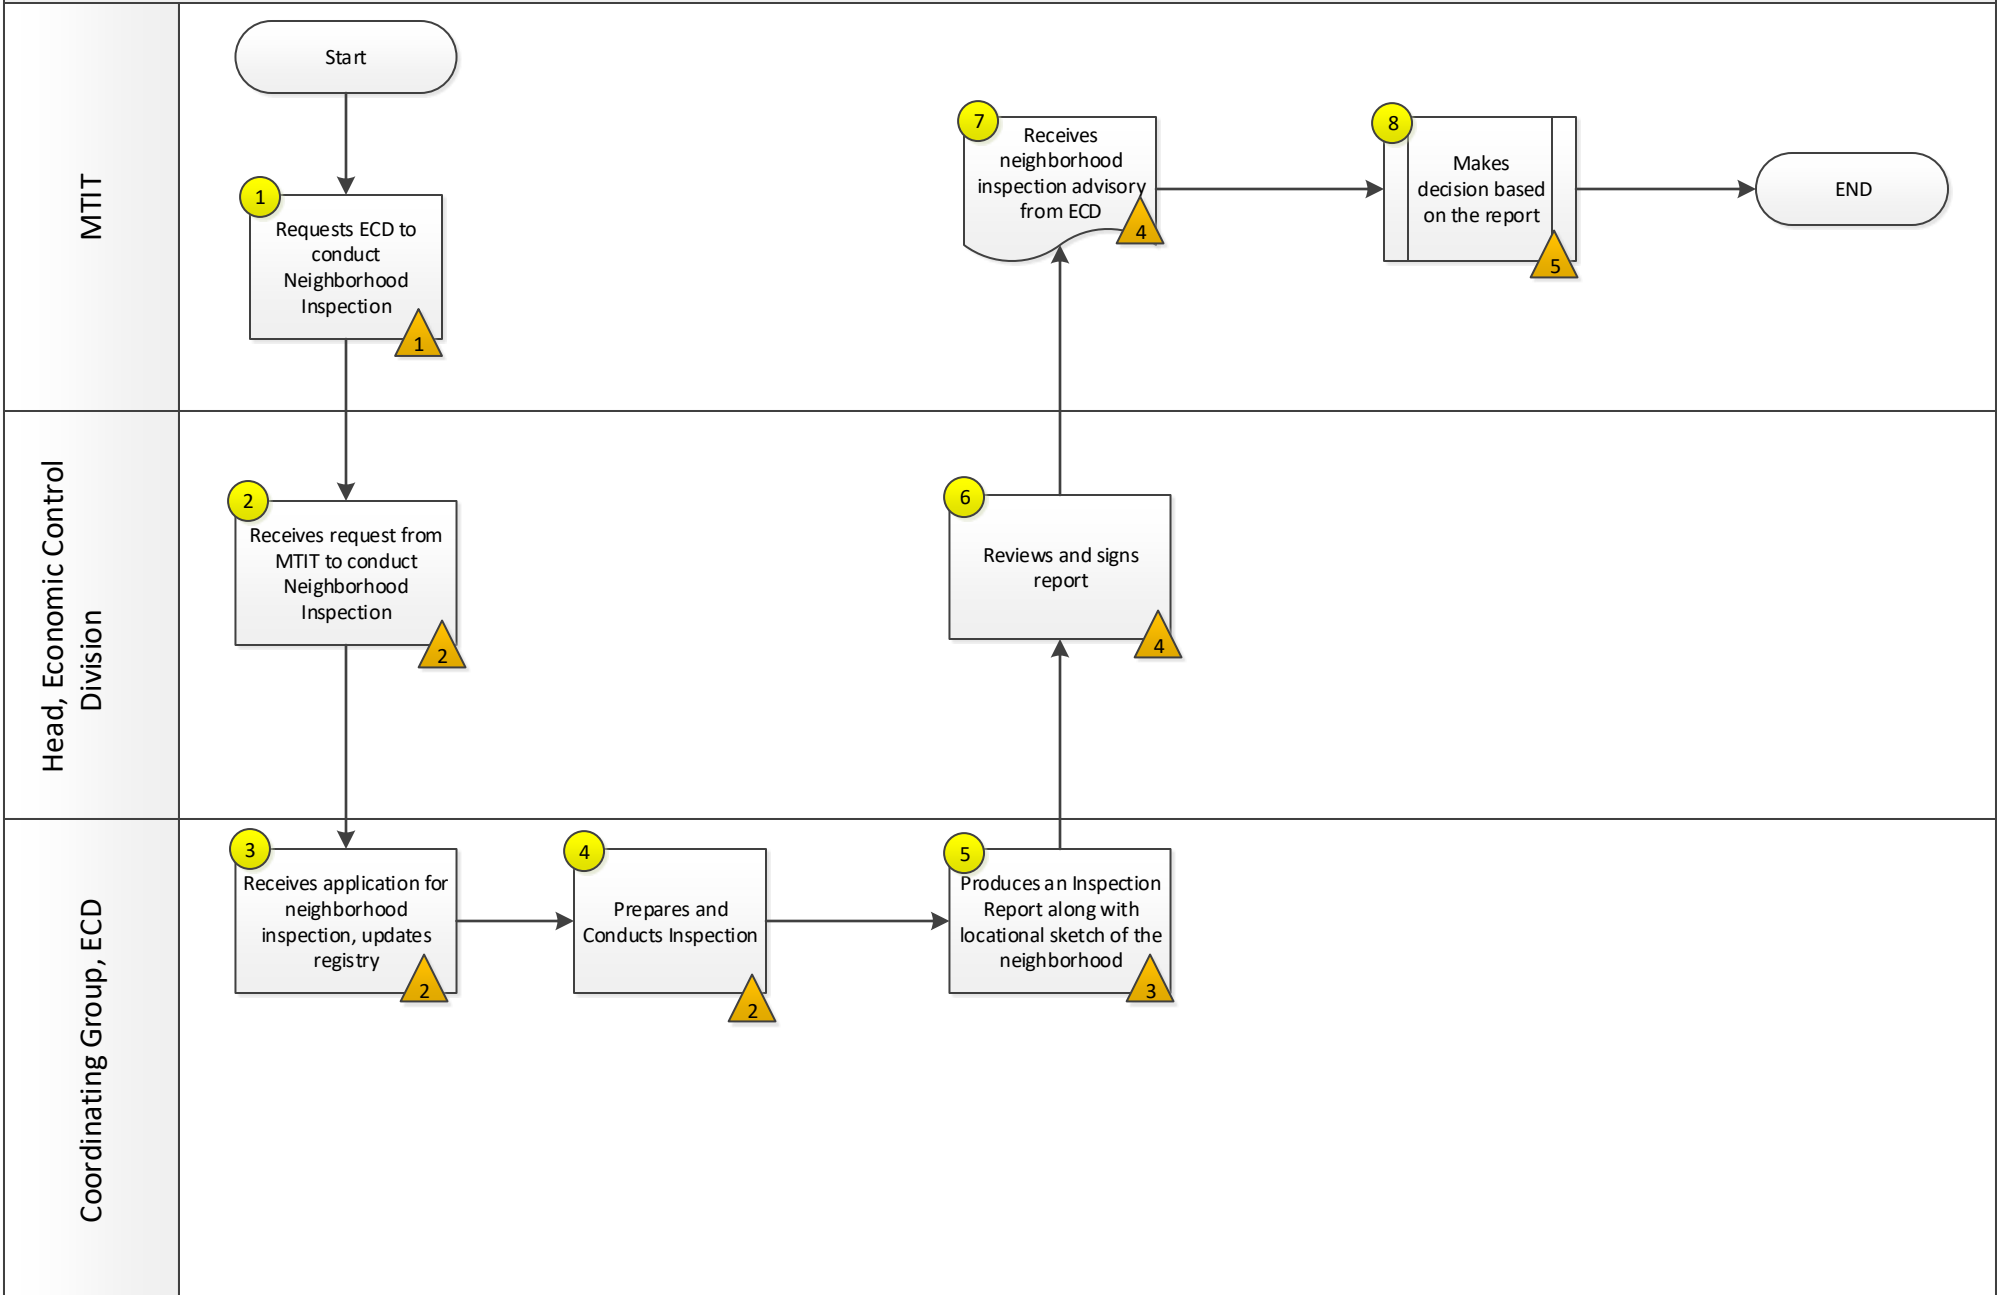 MTIT
Start
1
Requests ECD to
conduct
Neighborhood
Inspection
1
7
Receives
neighborhood
inspection advisory
from ECD
4
8
Makes
decision based
on the report
5
END
Head, Economic Control
Division
2
Receives request from
MTIT to conduct
Neighborhood
Inspection
2
6
Reviews and signs
report
4
Coordinating Group, ECD
3
Receives application for
neighborhood
inspection, updates
registry
2
4
Prepares and
Conducts Inspection
2
5
Produces an Inspection
Report along with
locational sketch of the
neighborhood
3